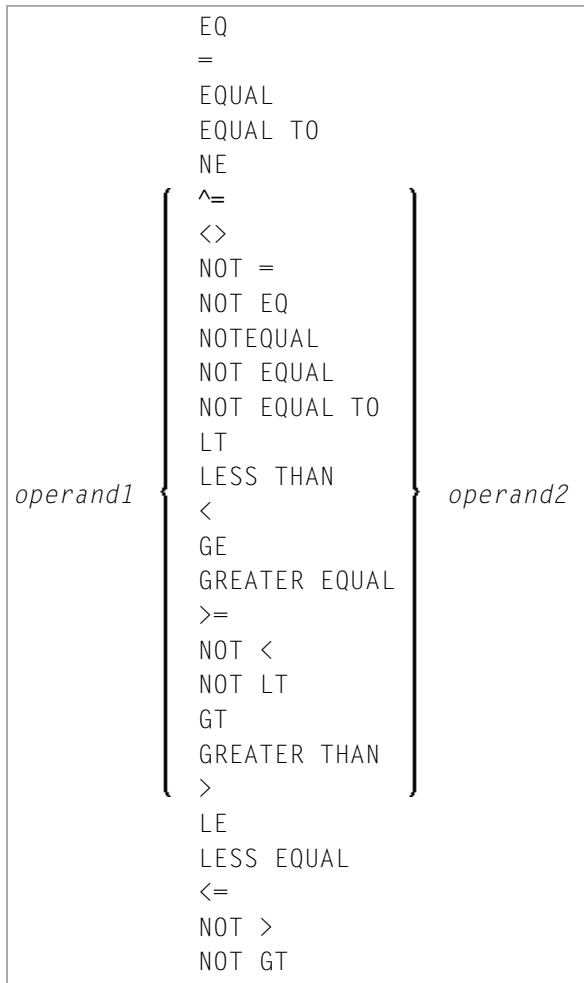 EQ
=
EQUAL
EQUAL TO
NE
^=
<>
NOT =
NOT EQ
NOTEQUAL
NOT EQUAL
NOT EQUAL TO
LT
LESS THAN
operand1 operand2
<
GE
GREATER EQUAL
>=
NOT <
NOT LT
GT
GREATER THAN
>
LE
LESS EQUAL
<=
NOT >
NOT GT